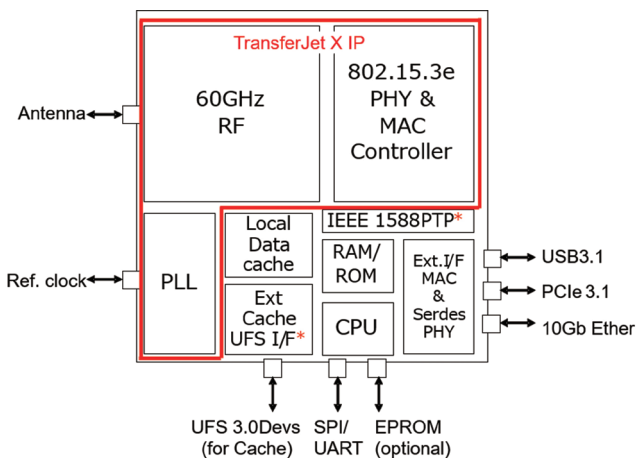 TransferJet X IP
60GHz
RF
802.15.3e
PHY &
MAC
Controller
Antenna
IEEE 1588PTP*
Local
Data
cache
RAM/
ROM
Ext.I/F
MAC
&
Serdes
PHY
USB3.1
PCIe 3.1
10Gb Ether
Ref. clock
PLL
Ext
Cache
UFS I/F*
CPU
UFS 3.0Devs
(for Cache)
SPI/
UART
EPROM
(optional)